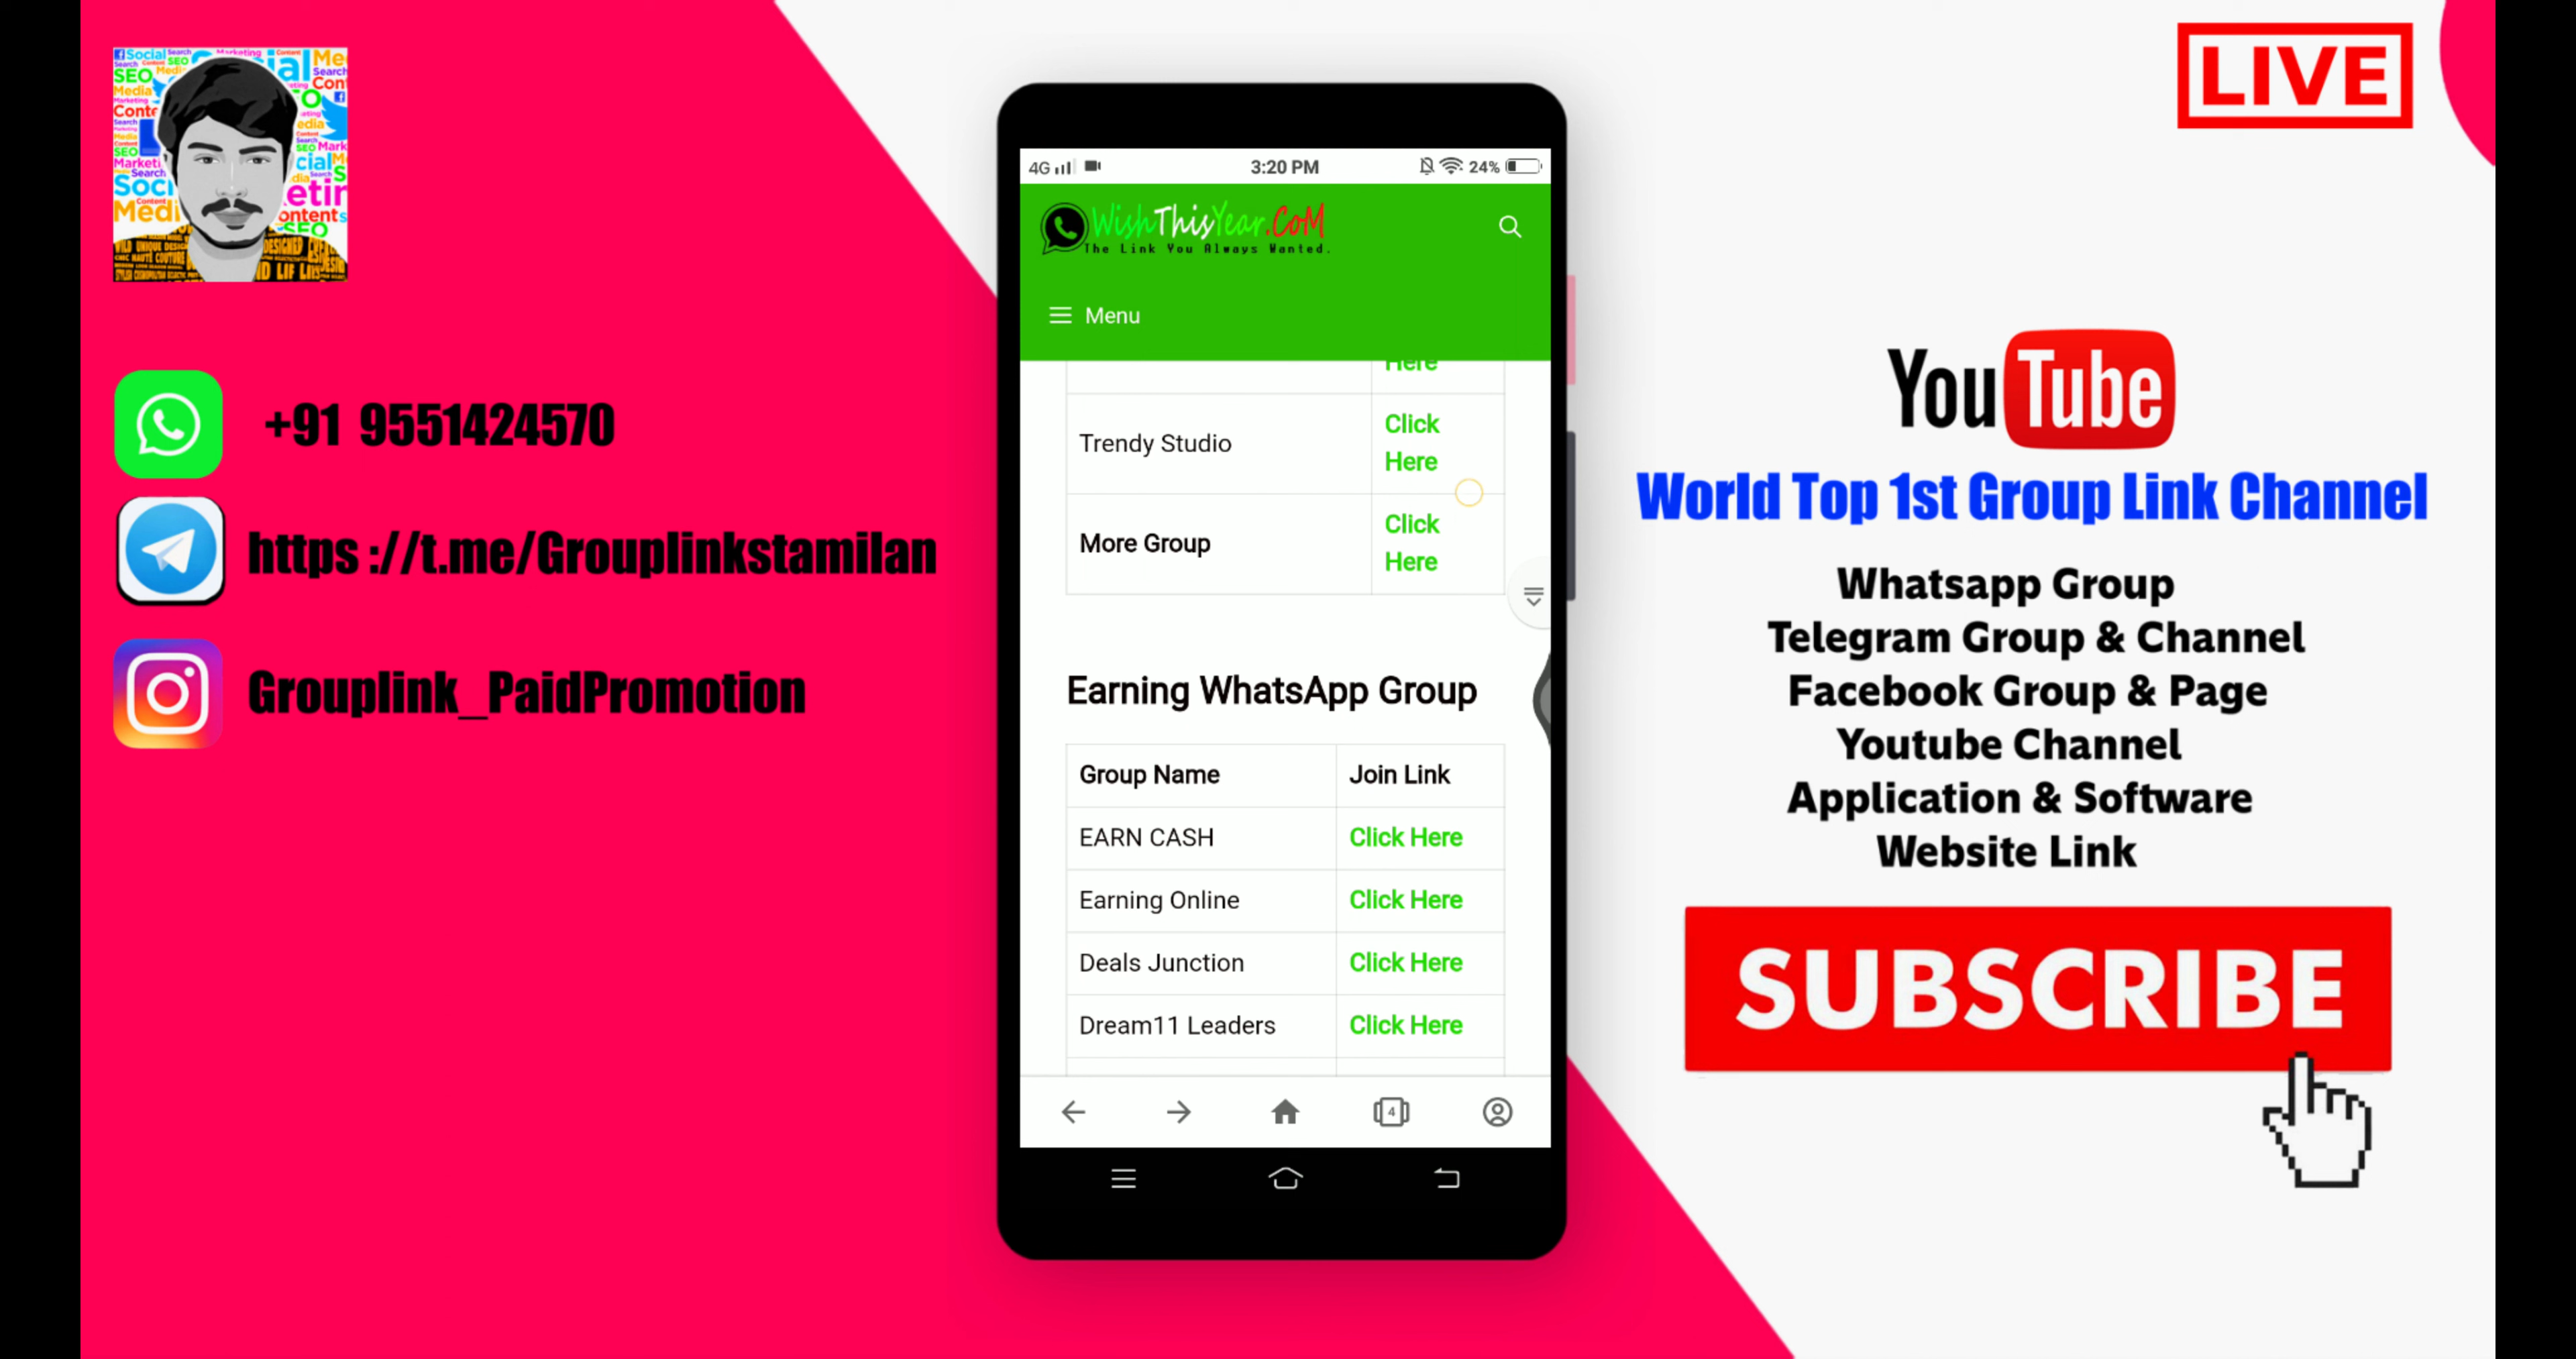 +91 9551424570
https ://t.me/Grouplinkstamilan
Grouplink_PaidPromotion
4G
3:20 PM
24%
WishThisYear.CoM
The Link You Always Wanted.
Menu
Here
Trendy Studio
Click
Here
More Group
Click
Here
Earning WhatsApp Group
Group Name Join Link
EARN CASH Click Here
Earning Online Click Here
Deals Junction Click Here
Dream11 Leaders Click Here
4
LIVE
YouTube
World Top 1st Group Link Channel
Whatsapp Group
Telegram Group & Channel
Facebook Group & Page
Youtube Channel
Application & Software
Website Link
SUBSCRIBE